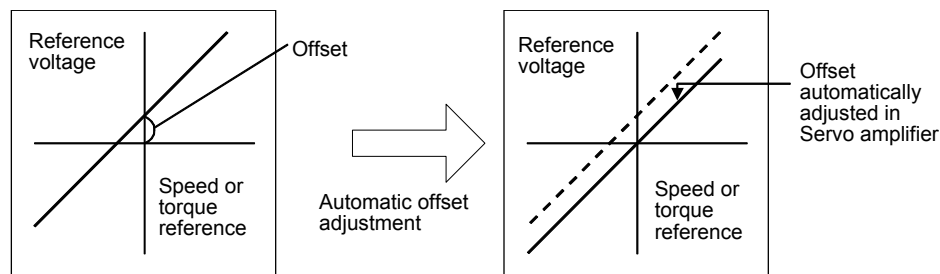 Reference
voltage
Offset
Speed or
torque
reference
Automatic offset
adjustment
Reference
voltage
Speed or
torque
reference
Offset
automatically
adjusted in
Servo amplifier